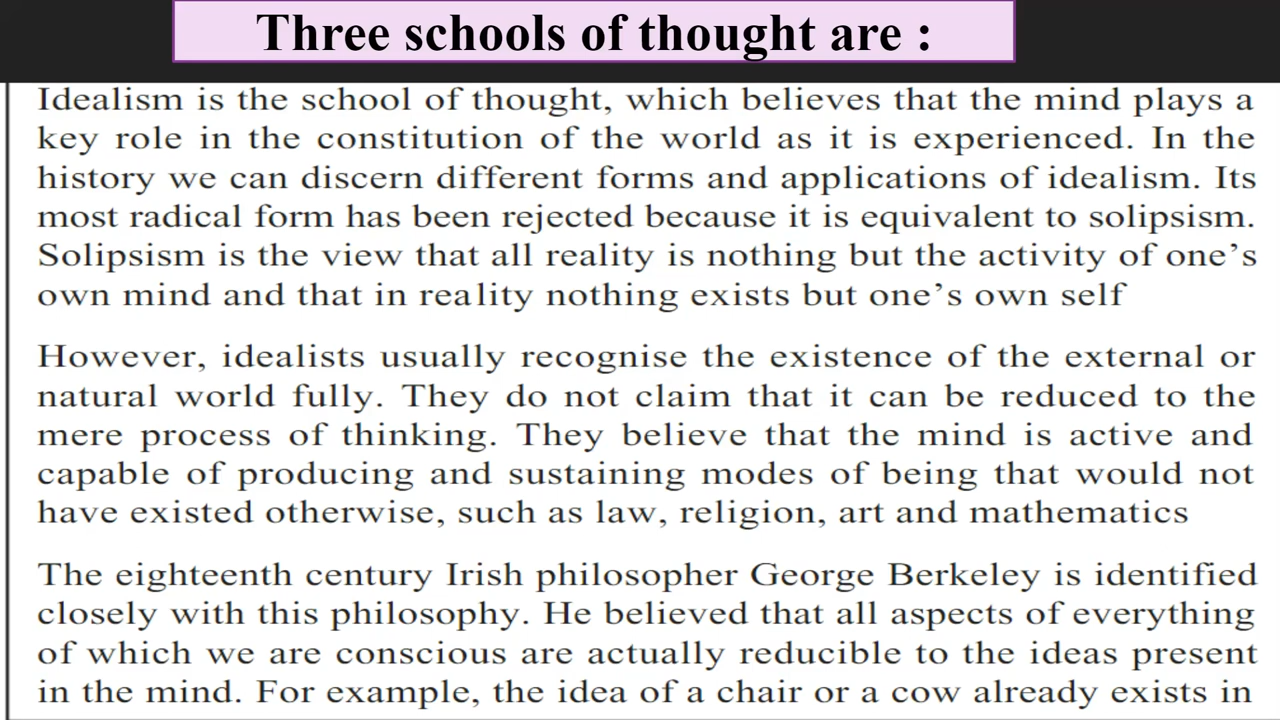 Three schools of thought are :
Idealism is the school of thought, which believes that the mind plays a
key role in the constitution of the world as it is experienced. In the
history we can discern different forms and applications of idealism. Its
most radical form has been rejected because it is equivalent to solipsism.
Solipsism is the view that all reality is nothing but the activity of one’s
own mind and that in reality nothing exists but one’s own self
However, idealists usually recognise the existence of the external or
natural world fully. They do not claim that it can be reduced to the
mere process of thinking. They believe that the mind is active and
capable of producing and sustaining modes of being that would not
have existed otherwise, such as law, religion, art and mathematics
The eighteenth century Irish philosopher George Berkeley is identified
closely with this philosophy. He believed that all aspects of everything
of which we are conscious are actually reducible to the ideas present
in the mind. For example, the idea of a chair or a cow already exists in